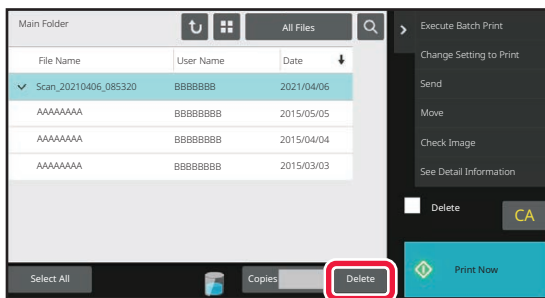 Main Folder
All Files
File Name User Name Date
Scan_20210406_085320 BBBBBBB 2021/04/06
AAAAAAAA BBBBBBBB 2015/05/05
AAAAAAAA BBBBBBBB 2015/04/04
AAAAAAAA BBBBBBBB 2015/03/03
Select All
Copies
Delete
Execute Batch Print
Change Setting to Print
Send
Move
Check Image
See Detail Information
Delete
CA
Print Now